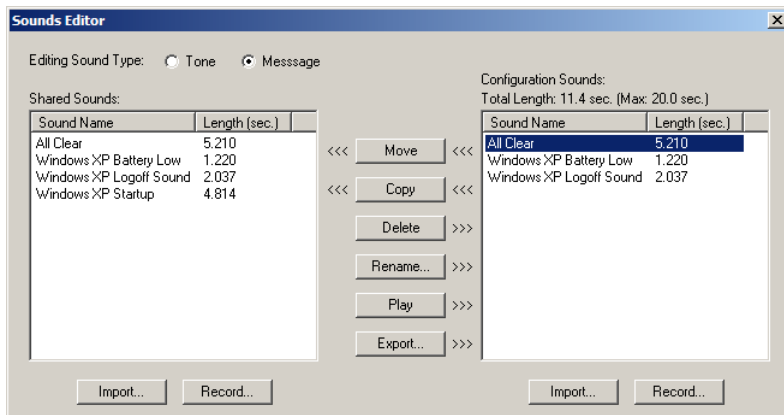 Sounds Editor
Editing Sound Type: Tone Messsage
Configuration Sounds:
Shared Sounds:
Total Length: 11.4 sec. (Max: 20.0 sec.)
Sound Name Length (sec.)
All Clear 5.210
Windows XP Battery Low 1.220
Windows XP Logoff Sound 2.037
Windows XP Startup 4.814
<<< Move <<<
<<< Copy <<<
Delete >>>
Rename... >>>
Play >>>
Export... >>>
Sound Name Length (sec.)
All Clear 5.210
Windows XP Battery Low 1.220
Windows XP Logoff Sound 2.037
Import... Record...
Import... Record...